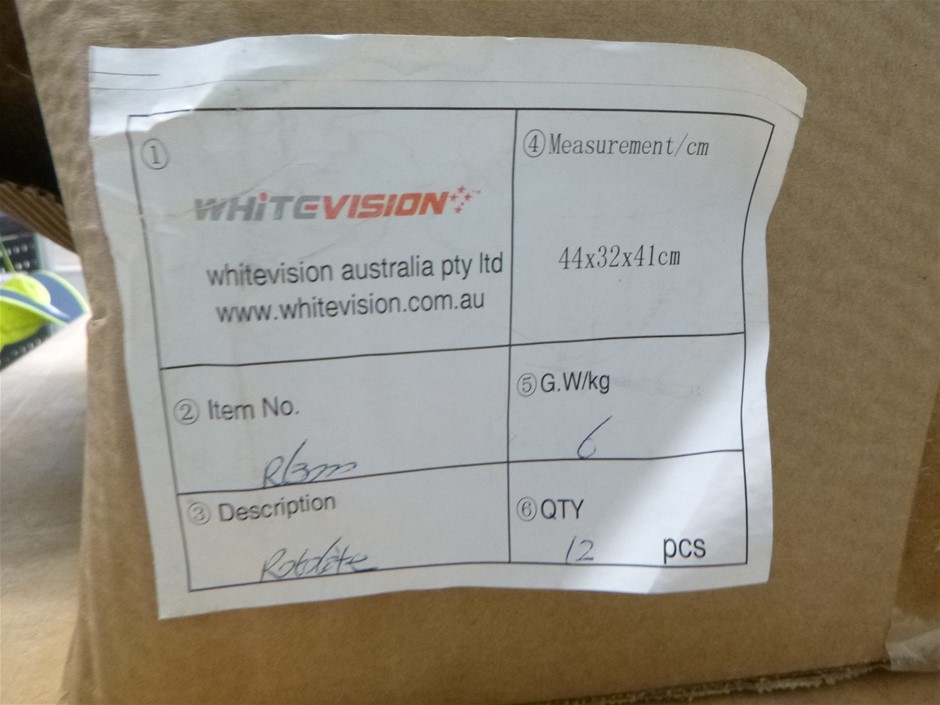 ①
WHITEVISION
whitevision australia pty ltd
www.whitevision.com.au
④Measurement/cm
44x32x41cm
② Item No.
⑤G.W/kg
6
③ Description
Rotolite
⑥QTY
12 pcs